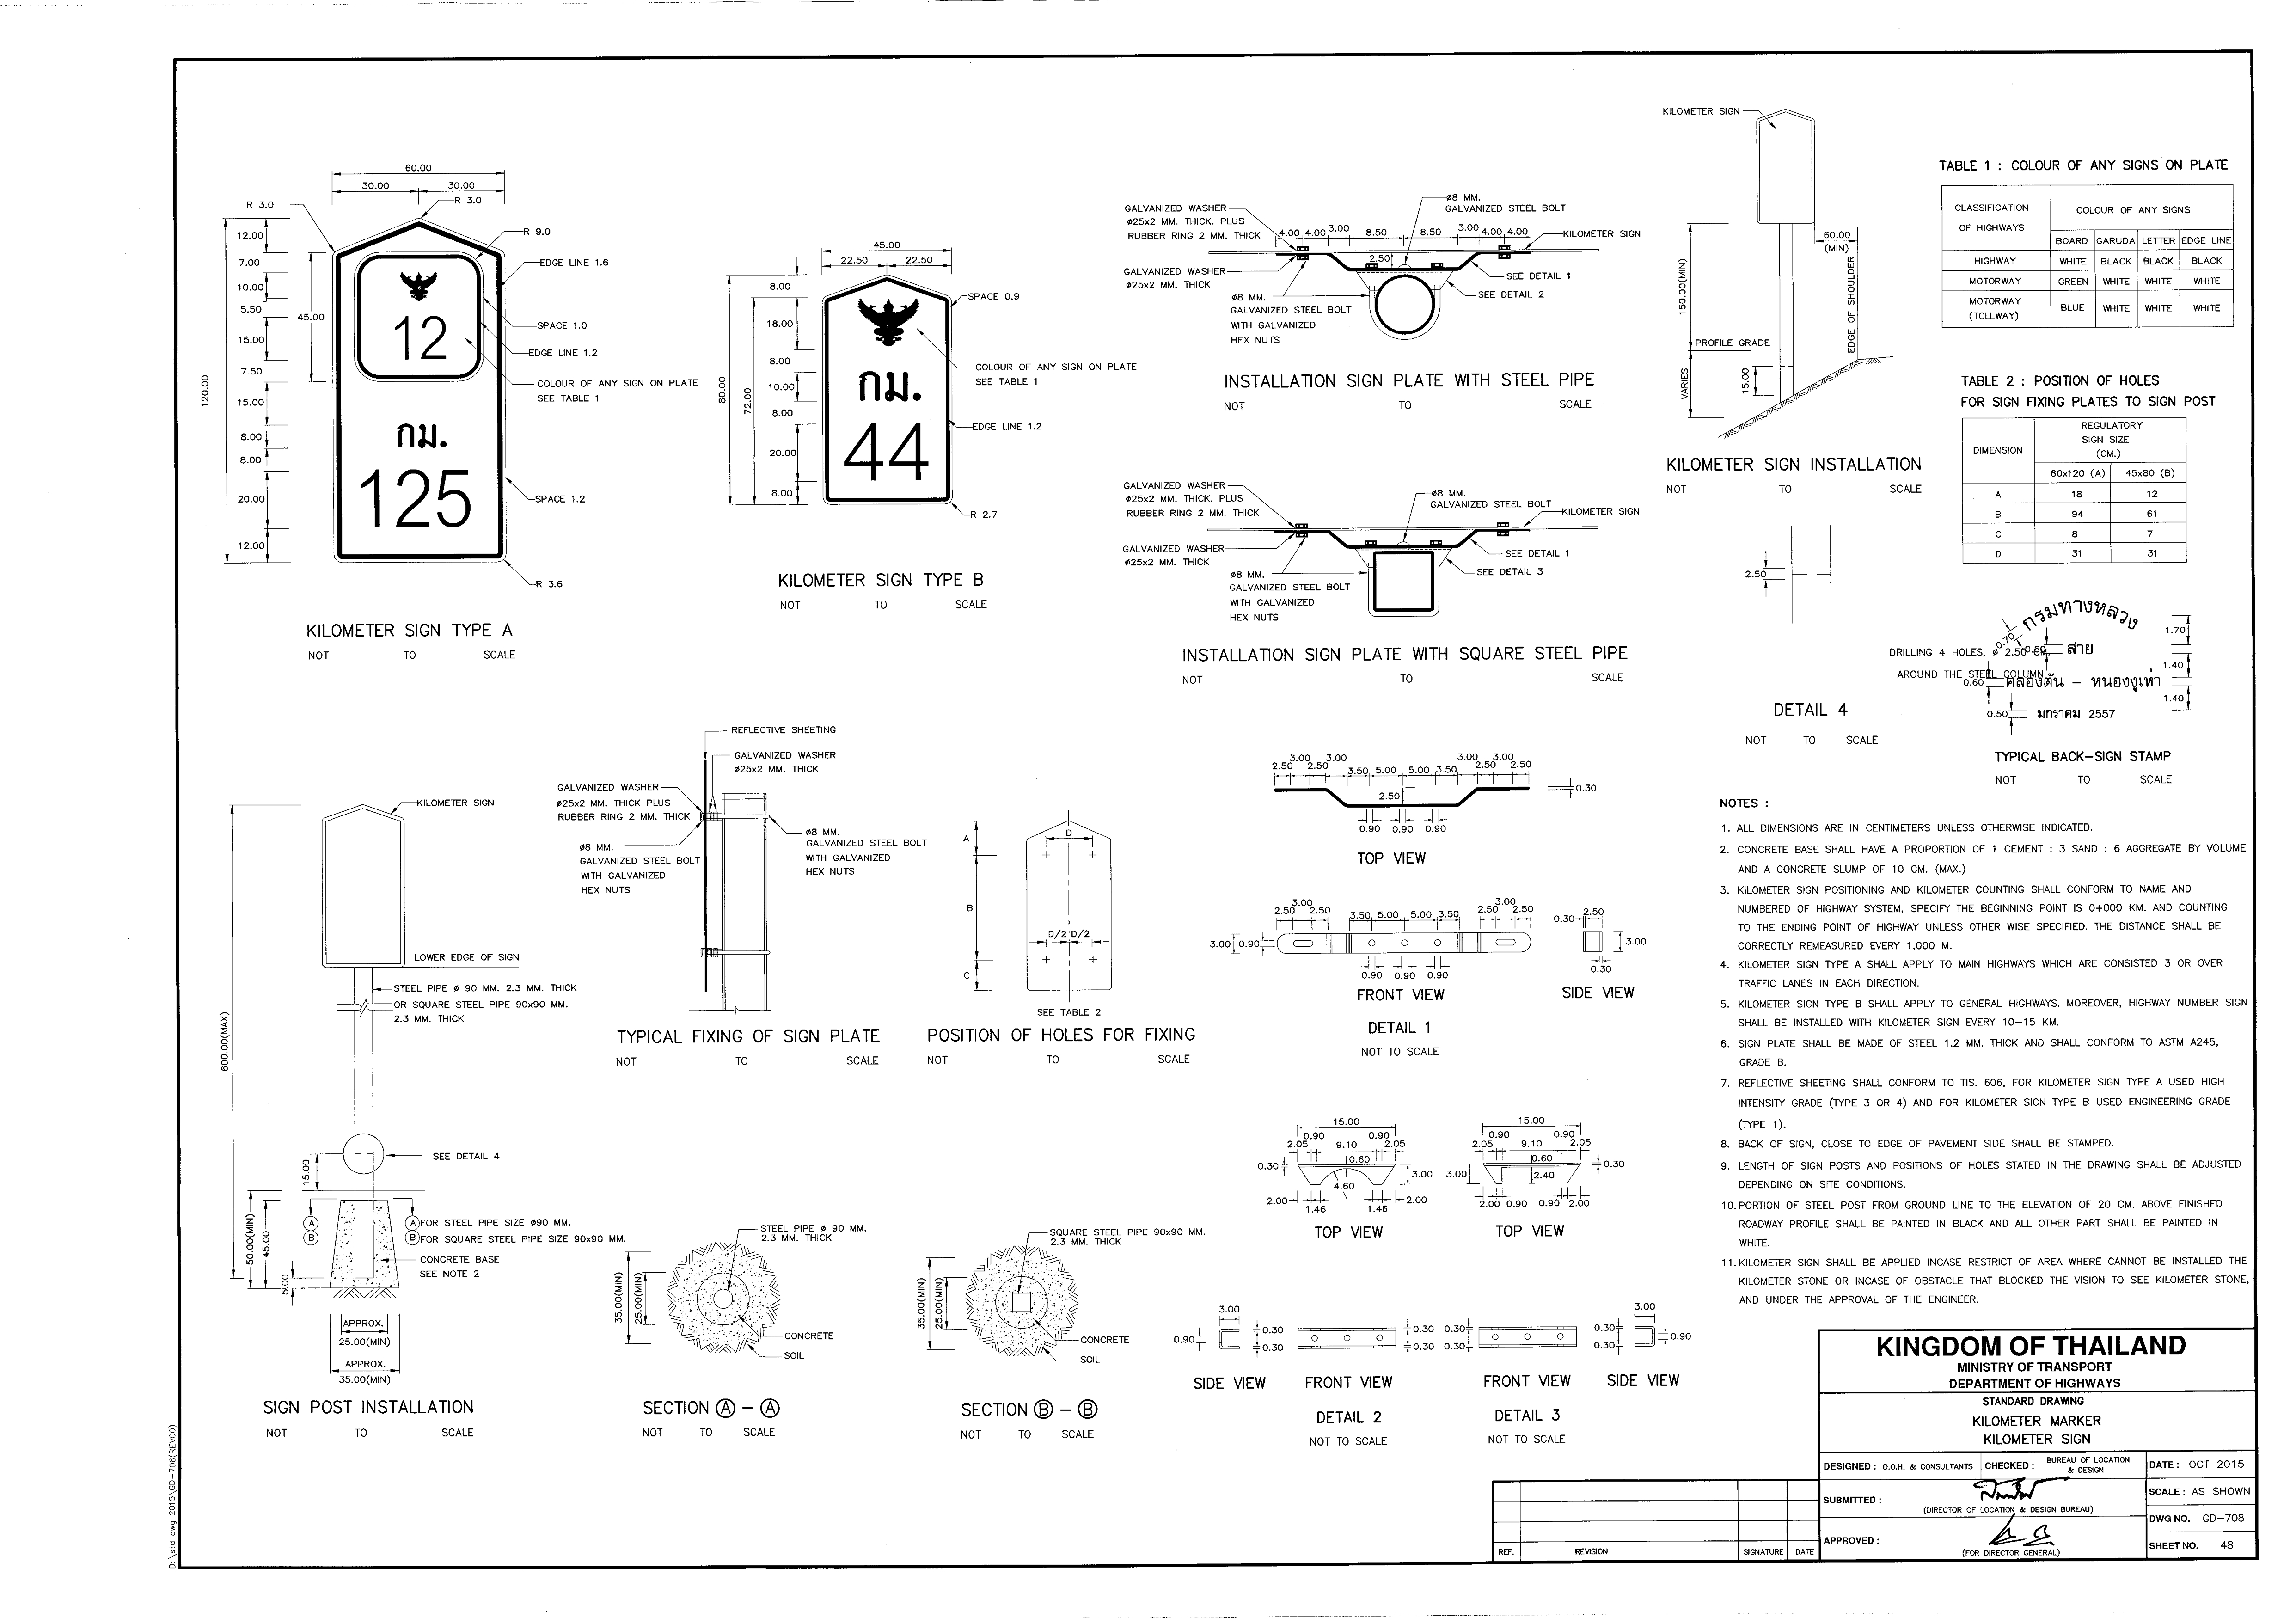 60.00
30.00 30.00
R 3.0
R 3.0
12.00
R 9.0
7.00
EDGE LINE 1.6
10.00
5.50
45.00
SPACE 1.0
15.00
12
EDGE LINE 1.2
7.50
COLOUR OF ANY SIGN ON PLATE
SEE TABLE 1
120.00
15.00
กม.
8.00
8.00
125
20.00
SPACE 1.2
12.00
R 3.6
KILOMETER SIGN TYPE A
NOT TO SCALE
45.00
22.50 22.50
8.00
SPACE 0.9
18.00
8.00
COLOUR OF ANY SIGN ON PLATE
SEE TABLE 1
80.00
72.00
10.00
กม.
8.00
EDGE LINE 1.2
44
20.00
8.00
R 2.7
KILOMETER SIGN TYPE B
NOT TO SCALE
GALVANIZED WASHER
ø25x2 MM. THICK. PLUS
RUBBER RING 2 MM. THICK
ø8 MM.
GALVANIZED STEEL BOLT
4.00 4.00 3.00 8.50 8.50 3.00 4.00 4.00
KILOMETER SIGN
2.50
GALVANIZED WASHER
ø25x2 MM. THICK
SEE DETAIL 1
SEE DETAIL 2
ø8 MM.
GALVANIZED STEEL BOLT
WITH GALVANIZED
HEX NUTS
INSTALLATION SIGN PLATE WITH STEEL PIPE
NOT TO SCALE
GALVANIZED WASHER
ø25x2 MM. THICK. PLUS
RUBBER RING 2 MM. THICK
ø8 MM.
GALVANIZED STEEL BOLT
KILOMETER SIGN
GALVANIZED WASHER
ø25x2 MM. THICK
SEE DETAIL 1
SEE DETAIL 3
ø8 MM.
GALVANIZED STEEL BOLT
WITH GALVANIZED
HEX NUTS
INSTALLATION SIGN PLATE WITH SQUARE STEEL PIPE
NOT TO SCALE
KILOMETER SIGN
60.00
(MIN)
150.00(MIN)
EDGE OF SHOULDER
PROFILE GRADE
VARIES
15.00
KILOMETER SIGN INSTALLATION
NOT TO SCALE
2.50
DRILLING 4 HOLES, ø 2.50 CM.
AROUND THE STEEL COLUMN
DETAIL 4
NOT TO SCALE
TABLE 1 : COLOUR OF ANY SIGNS ON PLATE
CLASSIFICATION
OF HIGHWAYS
COLOUR OF ANY SIGNS
BOARD GARUDA LETTER EDGE LINE
HIGHWAY WHITE BLACK BLACK BLACK
MOTORWAY GREEN WHITE WHITE WHITE
MOTORWAY
(TOLLWAY) BLUE WHITE WHITE WHITE
TABLE 2 : POSITION OF HOLES
FOR SIGN FIXING PLATES TO SIGN POST
DIMENSION
REGULATORY
SIGN SIZE
(CM.)
60x120 (A) 45x80 (B)
A 18 12
B 94 61
C 8 7
D 31 31
กรมทางหลวง
1.70
0.70
0.60
สาย
1.40
0.60
คลองตัน - หนองงูเห่า
1.40
0.50
มกราคม 2557
TYPICAL BACK-SIGN STAMP
NOT TO SCALE
KILOMETER SIGN
LOWER EDGE OF SIGN
STEEL PIPE ø 90 MM. 2.3 MM. THICK
OR SQUARE STEEL PIPE 90x90 MM.
2.3 MM. THICK
600.00(MAX)
SEE DETAIL 4
15.00
A FOR STEEL PIPE SIZE ø90 MM.
B FOR SQUARE STEEL PIPE SIZE 90x90 MM.
A
B
50.00(MIN)
45.00
CONCRETE BASE
SEE NOTE 2
5.00
APPROX.
25.00(MIN)
APPROX.
35.00(MIN)
SIGN POST INSTALLATION
NOT TO SCALE
REFLECTIVE SHEETING
GALVANIZED WASHER
ø25x2 MM. THICK
GALVANIZED WASHER
ø25x2 MM. THICK PLUS
RUBBER RING 2 MM. THICK
ø8 MM.
GALVANIZED STEEL BOLT
WITH GALVANIZED
HEX NUTS
ø8 MM.
GALVANIZED STEEL BOLT
WITH GALVANIZED
HEX NUTS
TYPICAL FIXING OF SIGN PLATE
NOT TO SCALE
A
D
B
D/2 D/2
C
SEE TABLE 2
POSITION OF HOLES FOR FIXING
NOT TO SCALE
STEEL PIPE ø 90 MM.
2.3 MM. THICK
35.00(MIN)
25.00(MIN)
CONCRETE
SOIL
SECTION A - A
NOT TO SCALE
SQUARE STEEL PIPE 90x90 MM.
2.3 MM. THICK
35.00(MIN)
25.00(MIN)
CONCRETE
SOIL
SECTION B - B
NOT TO SCALE
3.00 3.00 3.00 3.00
2.50 2.50 3.50 5.00 5.00 3.50 2.50 2.50
2.50
0.30
0.90 0.90 0.90
TOP VIEW
3.00 3.00
2.50 2.50 3.50 5.00 5.00 3.50 2.50 2.50
3.00 0.90
0.90 0.90 0.90
FRONT VIEW
2.50
0.30
3.00
0.30
SIDE VIEW
DETAIL 1
NOT TO SCALE
15.00
0.90 0.90
2.05 9.10 2.05
0.30
0.60
3.00
4.60
2.00 2.00
1.46 1.46
TOP VIEW
15.00
0.90 0.90
2.05 9.10 2.05
0.60
0.30
3.00
2.40
2.00 0.90 0.90 2.00
TOP VIEW
3.00
0.90
0.30
0.30
SIDE VIEW
0.30
0.30
FRONT VIEW
DETAIL 2
NOT TO SCALE
0.30
0.30
FRONT VIEW
3.00
0.30
0.30
0.90
SIDE VIEW
DETAIL 3
NOT TO SCALE
NOTES :
1. ALL DIMENSIONS ARE IN CENTIMETERS UNLESS OTHERWISE INDICATED.
2. CONCRETE BASE SHALL HAVE A PROPORTION OF 1 CEMENT : 3 SAND : 6 AGGREGATE BY VOLUME
AND A CONCRETE SLUMP OF 10 CM. (MAX.)
3. KILOMETER SIGN POSITIONING AND KILOMETER COUNTING SHALL CONFORM TO NAME AND
NUMBERED OF HIGHWAY SYSTEM, SPECIFY THE BEGINNING POINT IS 0+000 KM. AND COUNTING
TO THE ENDING POINT OF HIGHWAY UNLESS OTHER WISE SPECIFIED. THE DISTANCE SHALL BE
CORRECTLY REMEASURED EVERY 1,000 M.
4. KILOMETER SIGN TYPE A SHALL APPLY TO MAIN HIGHWAYS WHICH ARE CONSISTED 3 OR OVER
TRAFFIC LANES IN EACH DIRECTION.
5. KILOMETER SIGN TYPE B SHALL APPLY TO GENERAL HIGHWAYS. MOREOVER, HIGHWAY NUMBER SIGN
SHALL BE INSTALLED WITH KILOMETER SIGN EVERY 10-15 KM.
6. SIGN PLATE SHALL BE MADE OF STEEL 1.2 MM. THICK AND SHALL CONFORM TO ASTM A245,
GRADE B.
7. REFLECTIVE SHEETING SHALL CONFORM TO TIS. 606, FOR KILOMETER SIGN TYPE A USED HIGH
INTENSITY GRADE (TYPE 3 OR 4) AND FOR KILOMETER SIGN TYPE B USED ENGINEERING GRADE
(TYPE 1).
8. BACK OF SIGN, CLOSE TO EDGE OF PAVEMENT SIDE SHALL BE STAMPED.
9. LENGTH OF SIGN POSTS AND POSITIONS OF HOLES STATED IN THE DRAWING SHALL BE ADJUSTED
DEPENDING ON SITE CONDITIONS.
10. PORTION OF STEEL POST FROM GROUND LINE TO THE ELEVATION OF 20 CM. ABOVE FINISHED
ROADWAY PROFILE SHALL BE PAINTED IN BLACK AND ALL OTHER PART SHALL BE PAINTED IN
WHITE.
11. KILOMETER SIGN SHALL BE APPLIED INCASE RESTRICT OF AREA WHERE CANNOT BE INSTALLED THE
KILOMETER STONE OR INCASE OF OBSTACLE THAT BLOCKED THE VISION TO SEE KILOMETER STONE,
AND UNDER THE APPROVAL OF THE ENGINEER.
KINGDOM OF THAILAND
MINISTRY OF TRANSPORT
DEPARTMENT OF HIGHWAYS
STANDARD DRAWING
KILOMETER MARKER
KILOMETER SIGN
DESIGNED : D.O.H. & CONSULTANTS
CHECKED : BUREAU OF LOCATION
& DESIGN
DATE : OCT 2015
SUBMITTED :
(DIRECTOR OF LOCATION & DESIGN BUREAU)
SCALE : AS SHOWN
DWG NO. GD-708
APPROVED :
(FOR DIRECTOR GENERAL)
SHEET NO. 48
REF. REVISION SIGNATURE DATE
D:\std dwg 2015\GD-708(REV00)